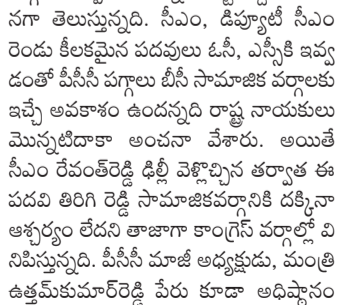 నగా తెలుస్తున్నది. సీఎం, డిప్యూటీ సీఎం
రెండు కీలకమైన పదవులు ఓసీ, ఎస్సీకి ఇవ్వ
డంతో పీసీసీ పగ్గాలు బీసీ సామాజిక వర్గాలకు
ఇచ్చే అవకాశం ఉందన్నది రాష్ట్ర నాయకులు
మొన్నటిదాకా అంచనా వేశారు. అయితే
సీఎం రేవంత్‌రెడ్డి ఢిల్లీ వెళ్లొచ్చిన తర్వాత ఈ
పదవి తిరిగి రెడ్డి సామాజికవర్గానికి దక్కినా
ఆశ్చర్యం లేదని తాజాగా కాంగ్రెస్ వర్గాల్లో వి
నిపిస్తున్నది. పీసీసీ మాజీ అధ్యక్షుడు, మంత్రి
ఉత్తమ్‌కుమార్‌రెడ్డి పేరు కూడా అధిష్ఠానం